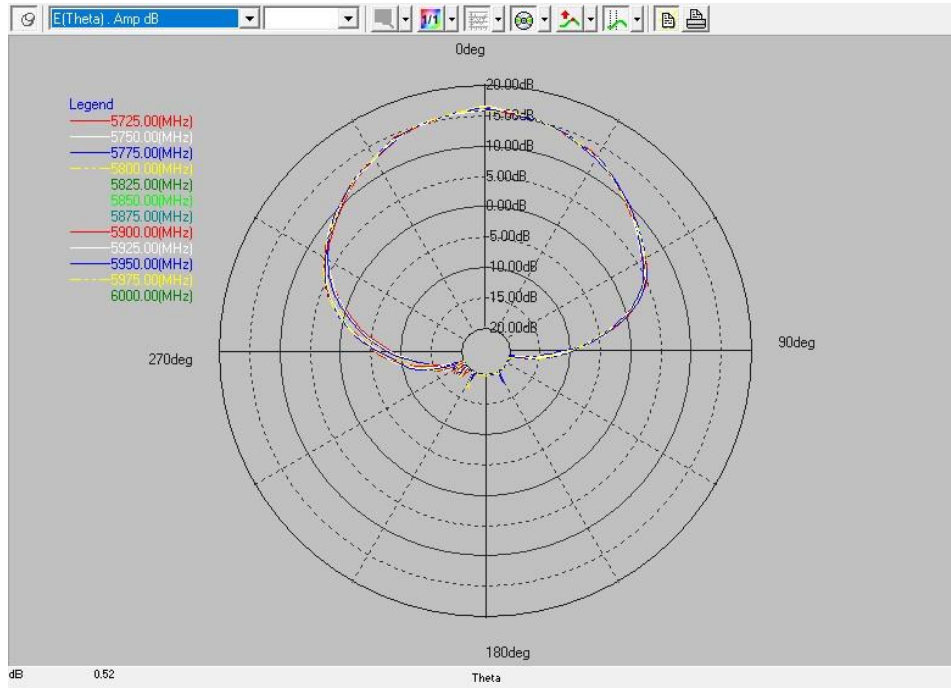 E(Theta) . Amp dB
1/1
0deg
20.00dB
Legend
5725.00(MHz)
15.00dB
5750.00(MHz)
5775.00(MHz)
10.00dB
5800.00(MHz)
5825.00(MHz)
5.00dB
5850.00(MHz)
5875.00(MHz)
0.00dB
5900.00(MHz)
-5.00dB
5925.00(MHz)
5950.00(MHz)
-10.00dB
5975.00(MHz)
6000.00(MHz)
-15.00dB
-20.00dB
90deg
270deg
180deg
dB 0.52 Theta